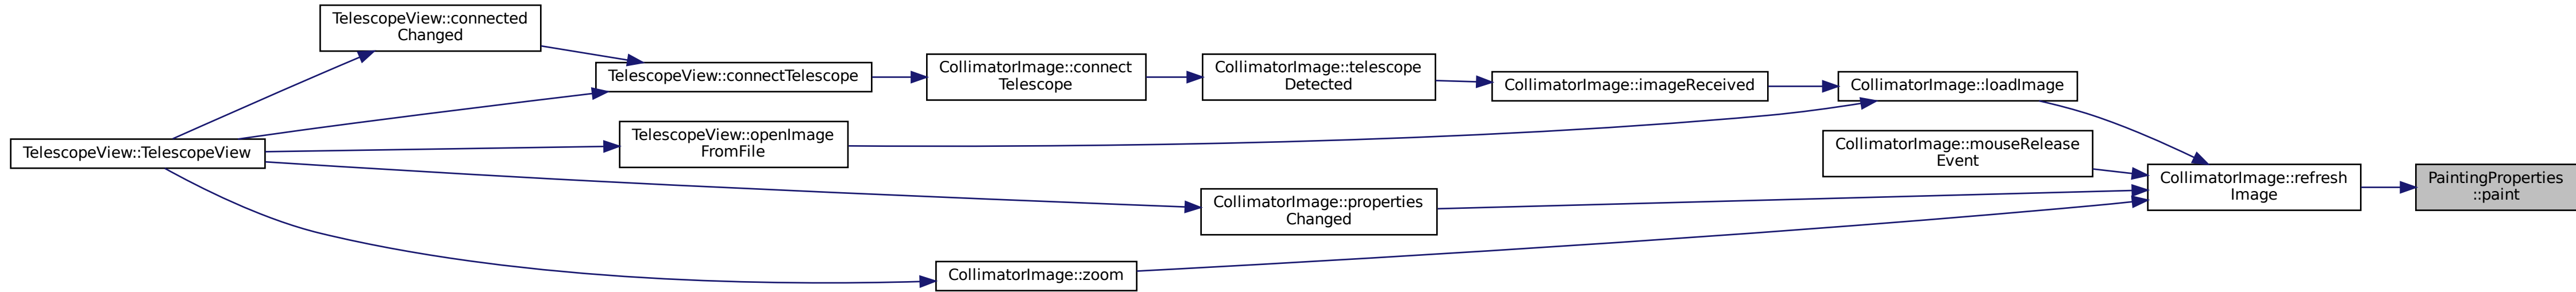 TelescopeView::connected
Changed
TelescopeView::connectTelescope
CollimatorImage::connect
Telescope
CollimatorImage::telescope
Detected
CollimatorImage::imageReceived
CollimatorImage::loadImage
TelescopeView::TelescopeView
TelescopeView::openImage
FromFile
CollimatorImage::mouseRelease
Event
CollimatorImage::refresh
Image
PaintingProperties
::paint
CollimatorImage::properties
Changed
CollimatorImage::zoom